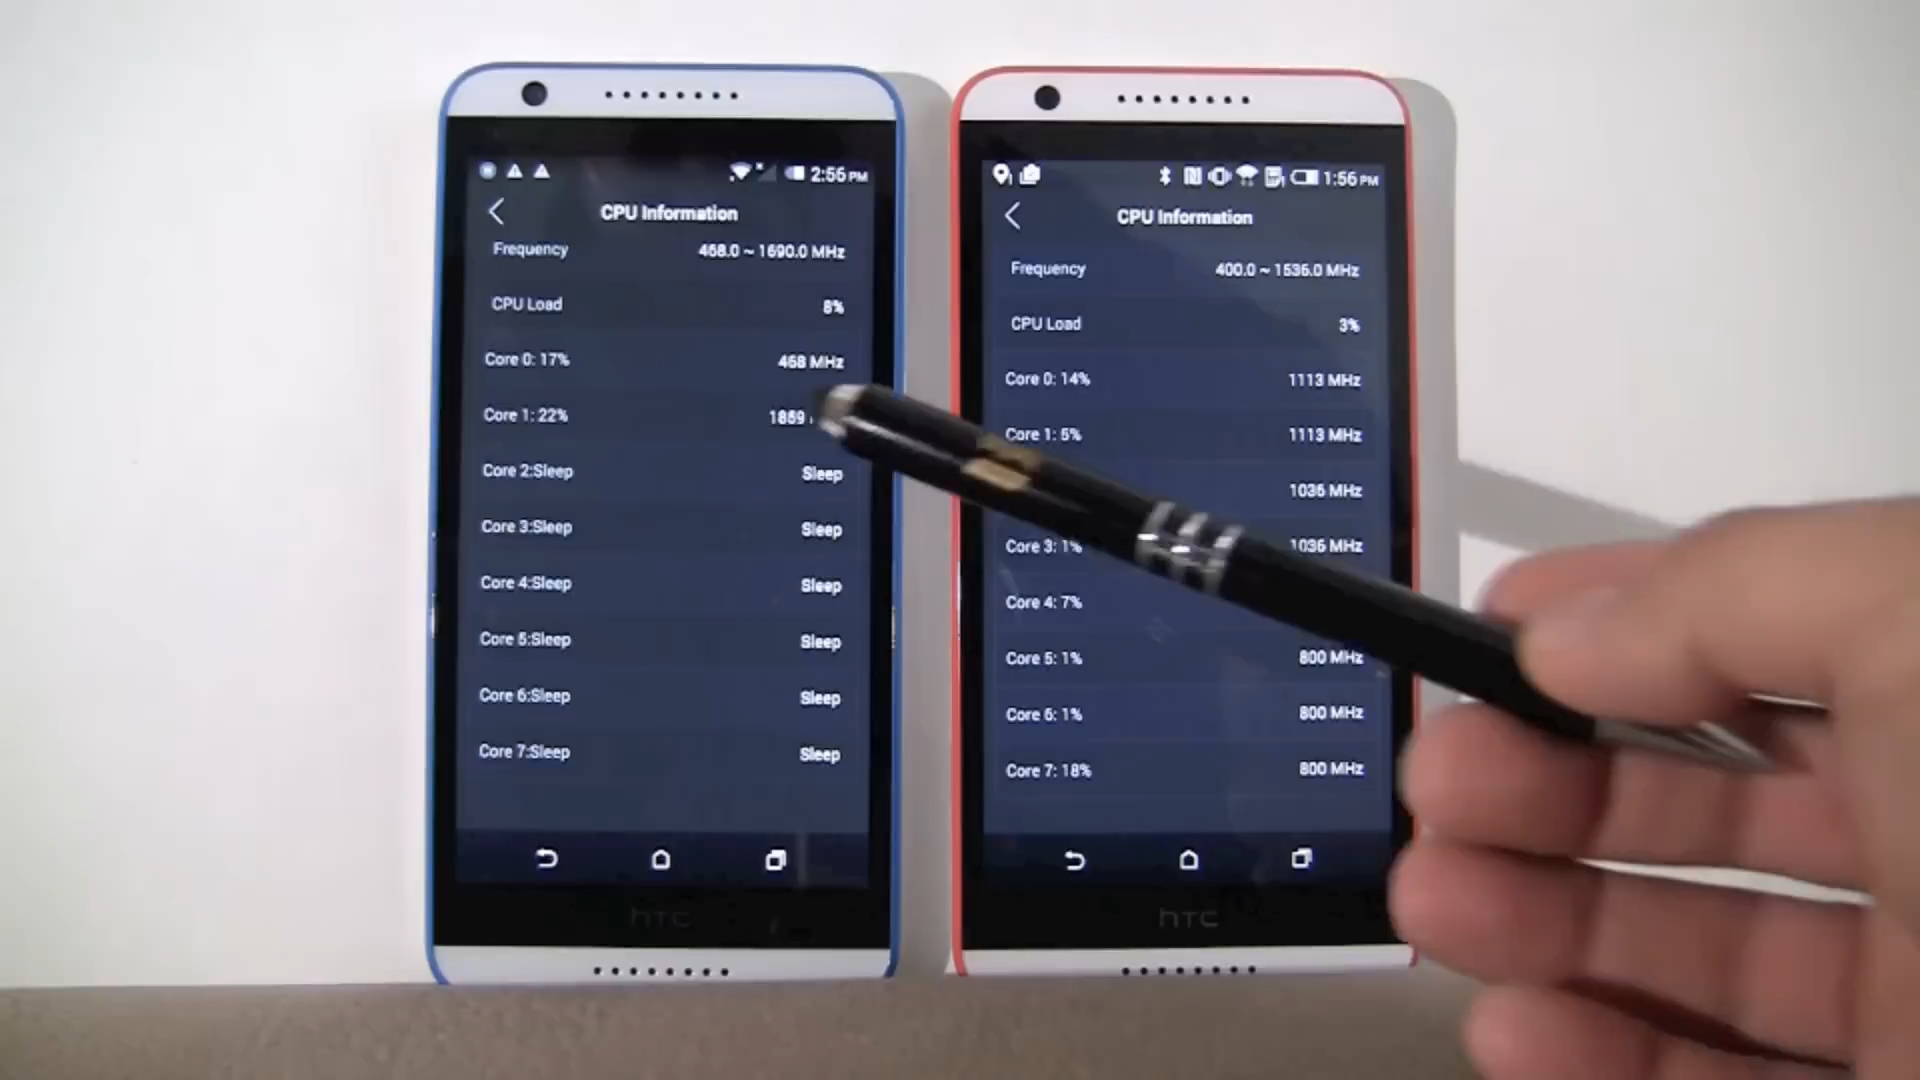 2:56 PM
CPU Information
Frequency 468.0 ~ 1690.0 MHz
CPU Load 8%
Core 0: 17% 468 MHz
Core 1: 22% 1859
Core 2:Sleep Sleep
Core 3:Sleep Sleep
Core 4:Sleep Sleep
Core 5:Sleep Sleep
Core 6:Sleep Sleep
Core 7:Sleep Sleep
hTC
1:56 PM
CPU Information
Frequency 400.0 ~ 1536.0 MHz
CPU Load 3%
Core 0: 14% 1113 MHz
Core 1: 5% 1113 MHz
1036 MHz
Core 3: 1% 1036 MHz
Core 4: 7%
Core 5: 1% 800 MHz
Core 6: 1% 800 MHz
Core 7: 18% 800 MHz
hTC